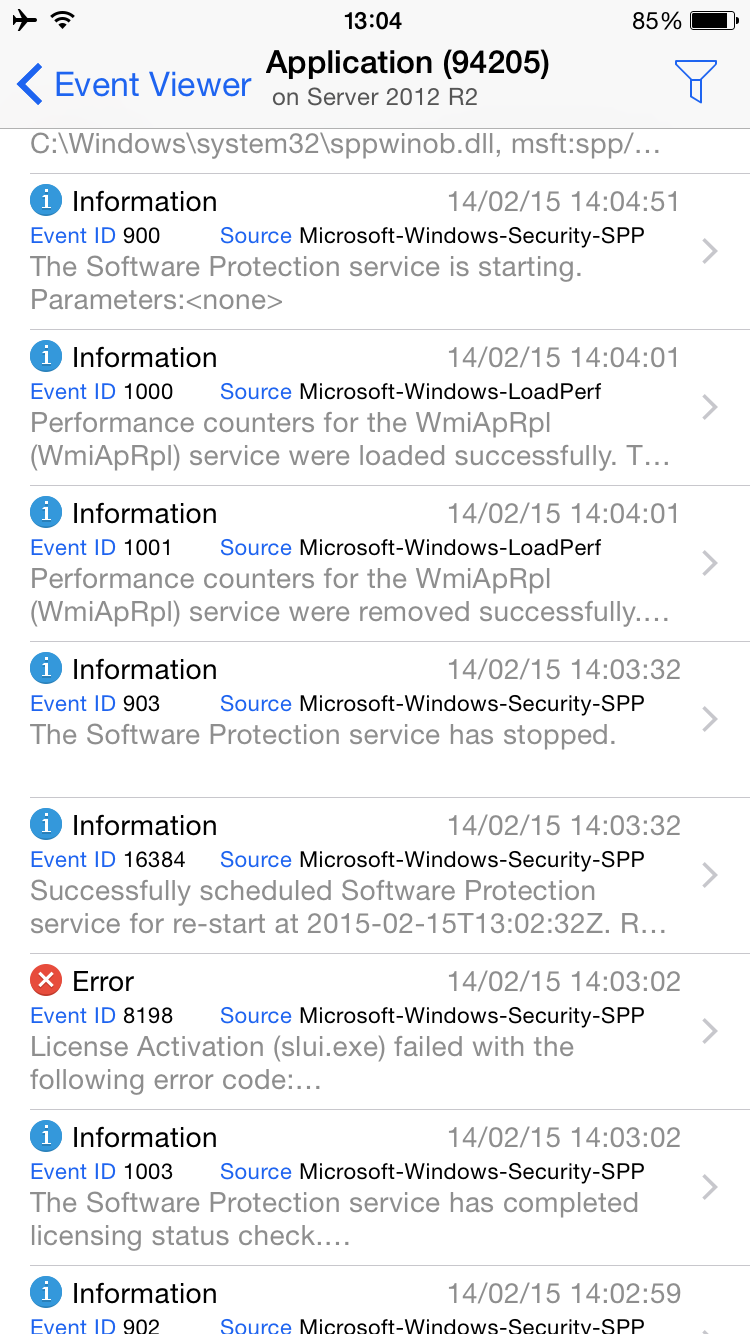 13:04
85%
Event Viewer
Application (94205)
on Server 2012 R2
C:\Windows\system32\sppwinob.dll, msft:spp/…
Information 14/02/15 14:04:51
Event ID 900 Source Microsoft-Windows-Security-SPP
The Software Protection service is starting.
Parameters:<none>
Information 14/02/15 14:04:01
Event ID 1000 Source Microsoft-Windows-LoadPerf
Performance counters for the WmiApRpl
(WmiApRpl) service were loaded successfully. T…
Information 14/02/15 14:04:01
Event ID 1001 Source Microsoft-Windows-LoadPerf
Performance counters for the WmiApRpl
(WmiApRpl) service were removed successfully.…
Information 14/02/15 14:03:32
Event ID 903 Source Microsoft-Windows-Security-SPP
The Software Protection service has stopped.
Information 14/02/15 14:03:32
Event ID 16384 Source Microsoft-Windows-Security-SPP
Successfully scheduled Software Protection
service for re-start at 2015-02-15T13:02:32Z. R…
Error 14/02/15 14:03:02
Event ID 8198 Source Microsoft-Windows-Security-SPP
License Activation (slui.exe) failed with the
following error code:…
Information 14/02/15 14:03:02
Event ID 1003 Source Microsoft-Windows-Security-SPP
The Software Protection service has completed
licensing status check.…
Information 14/02/15 14:02:59
Event ID 902 Source Microsoft-Windows-Security-SPP